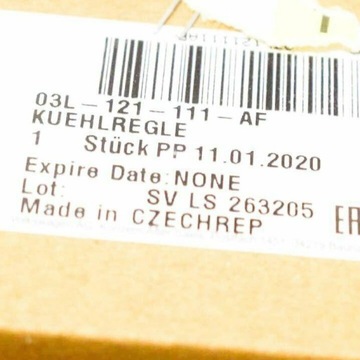 03L-121-111-AF
KUEHLREGLE
1 Stück PP 11.01.2020
Expire Date: NONE
Lot: SV LS 263205
Made in CZECHREP
EAC